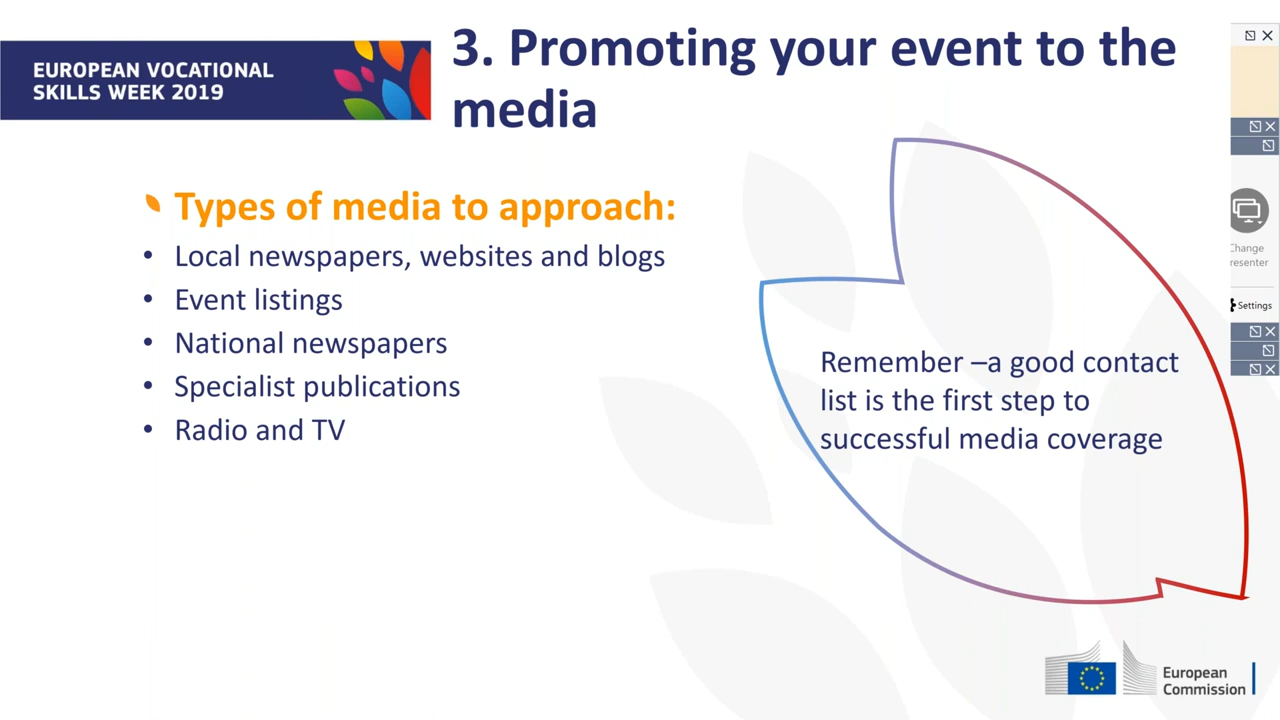 EUROPEAN VOCATIONAL
SKILLS WEEK 2019
3. Promoting your event to the
media
Types of media to approach:
• Local newspapers, websites and blogs
• Event listings
• National newspapers
• Specialist publications
• Radio and TV
Remember –a good contact
list is the first step to
successful media coverage
Change
resenter
Settings
European
Commission